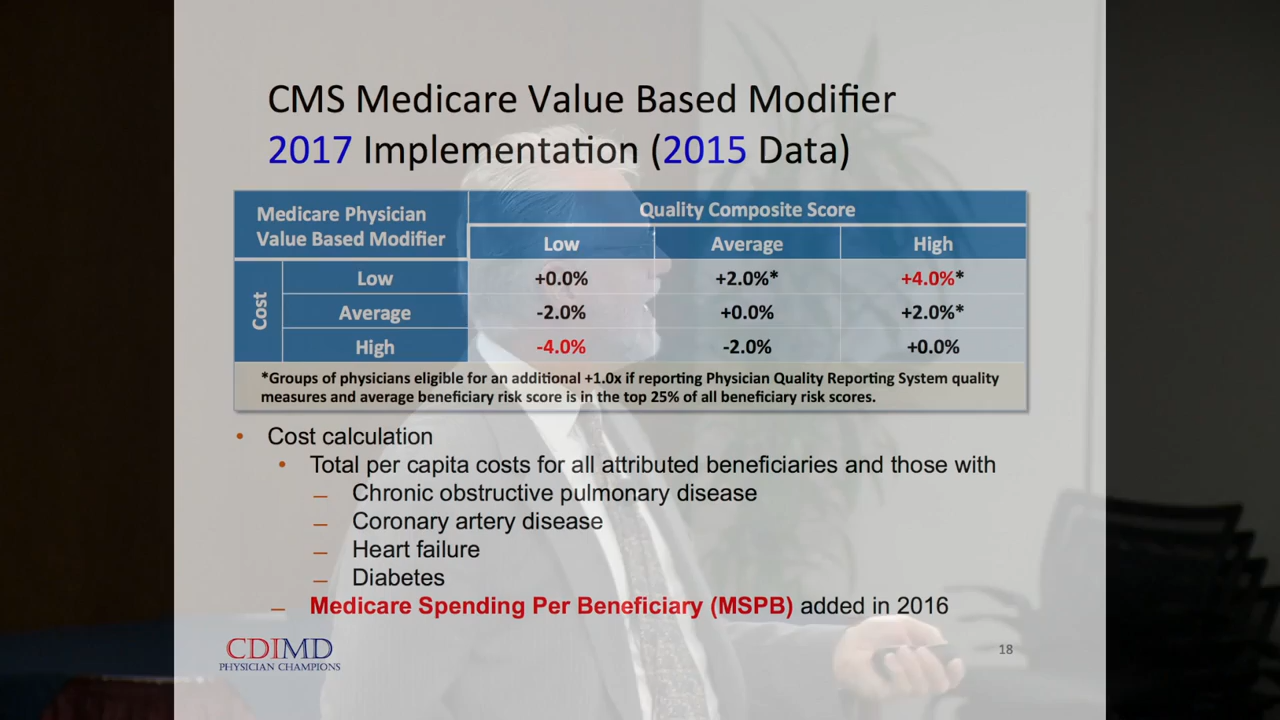 CMS Medicare Value Based Modifier
2017 Implementation (2015 Data)
Medicare Physician
Value Based Modifier
Quality Composite Score
Low Average High
Cost
Low +0.0% +2.0%* +4.0%*
Average -2.0% +0.0% +2.0%*
High -4.0% -2.0% +0.0%
*Groups of physicians eligible for an additional +1.0x if reporting Physician Quality Reporting System quality
measures and average beneficiary risk score is in the top 25% of all beneficiary risk scores.
• Cost calculation
• Total per capita costs for all attributed beneficiaries and those with
– Chronic obstructive pulmonary disease
– Coronary artery disease
– Heart failure
– Diabetes
– Medicare Spending Per Beneficiary (MSPB) added in 2016
CDIMD
PHYSICIAN CHAMPIONS
18